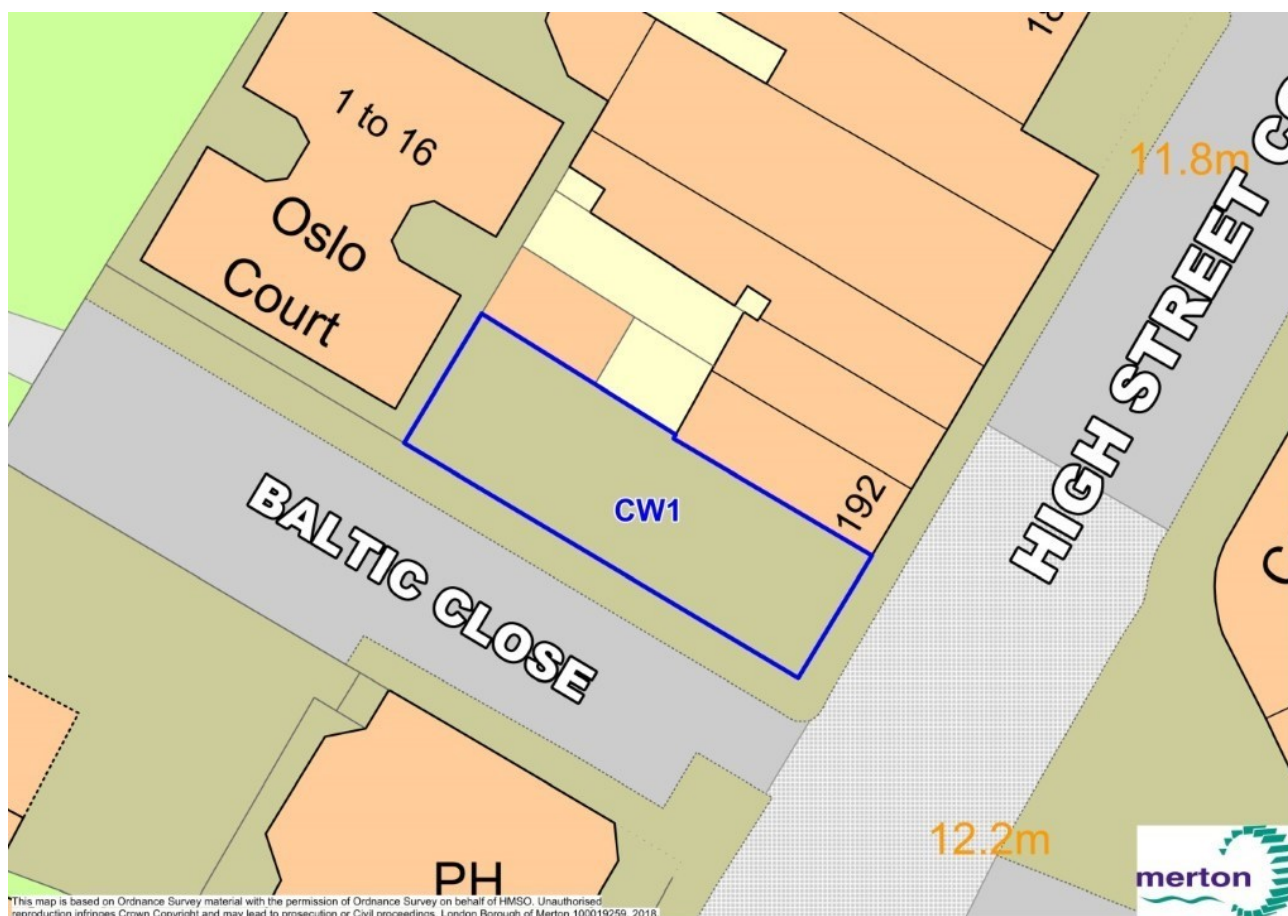 1 to 16
Oslo
Court
11.8m
HIGH STREET
192
CW1
BALTIC CLOSE
12.2m
PH
merton
This map is based on Ordnance Survey material with the permission of Ordnance Survey on behalf of HMSO. Unauthorised
reproduction infringes Crown Copyright and may lead to prosecution or Civil proceedings. London Borough of Merton 100019259. 2018.